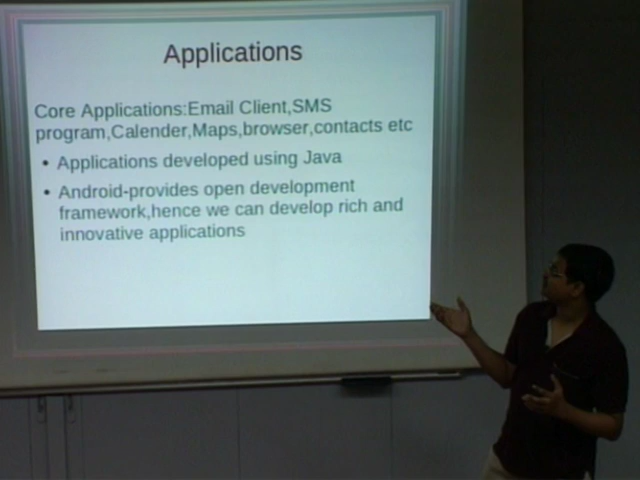 Applications
Core Applications:Email Client,SMS
program,Calender,Maps,browser,contacts etc
• Applications developed using Java
• Android-provides open development
framework,hence we can develop rich and
innovative applications